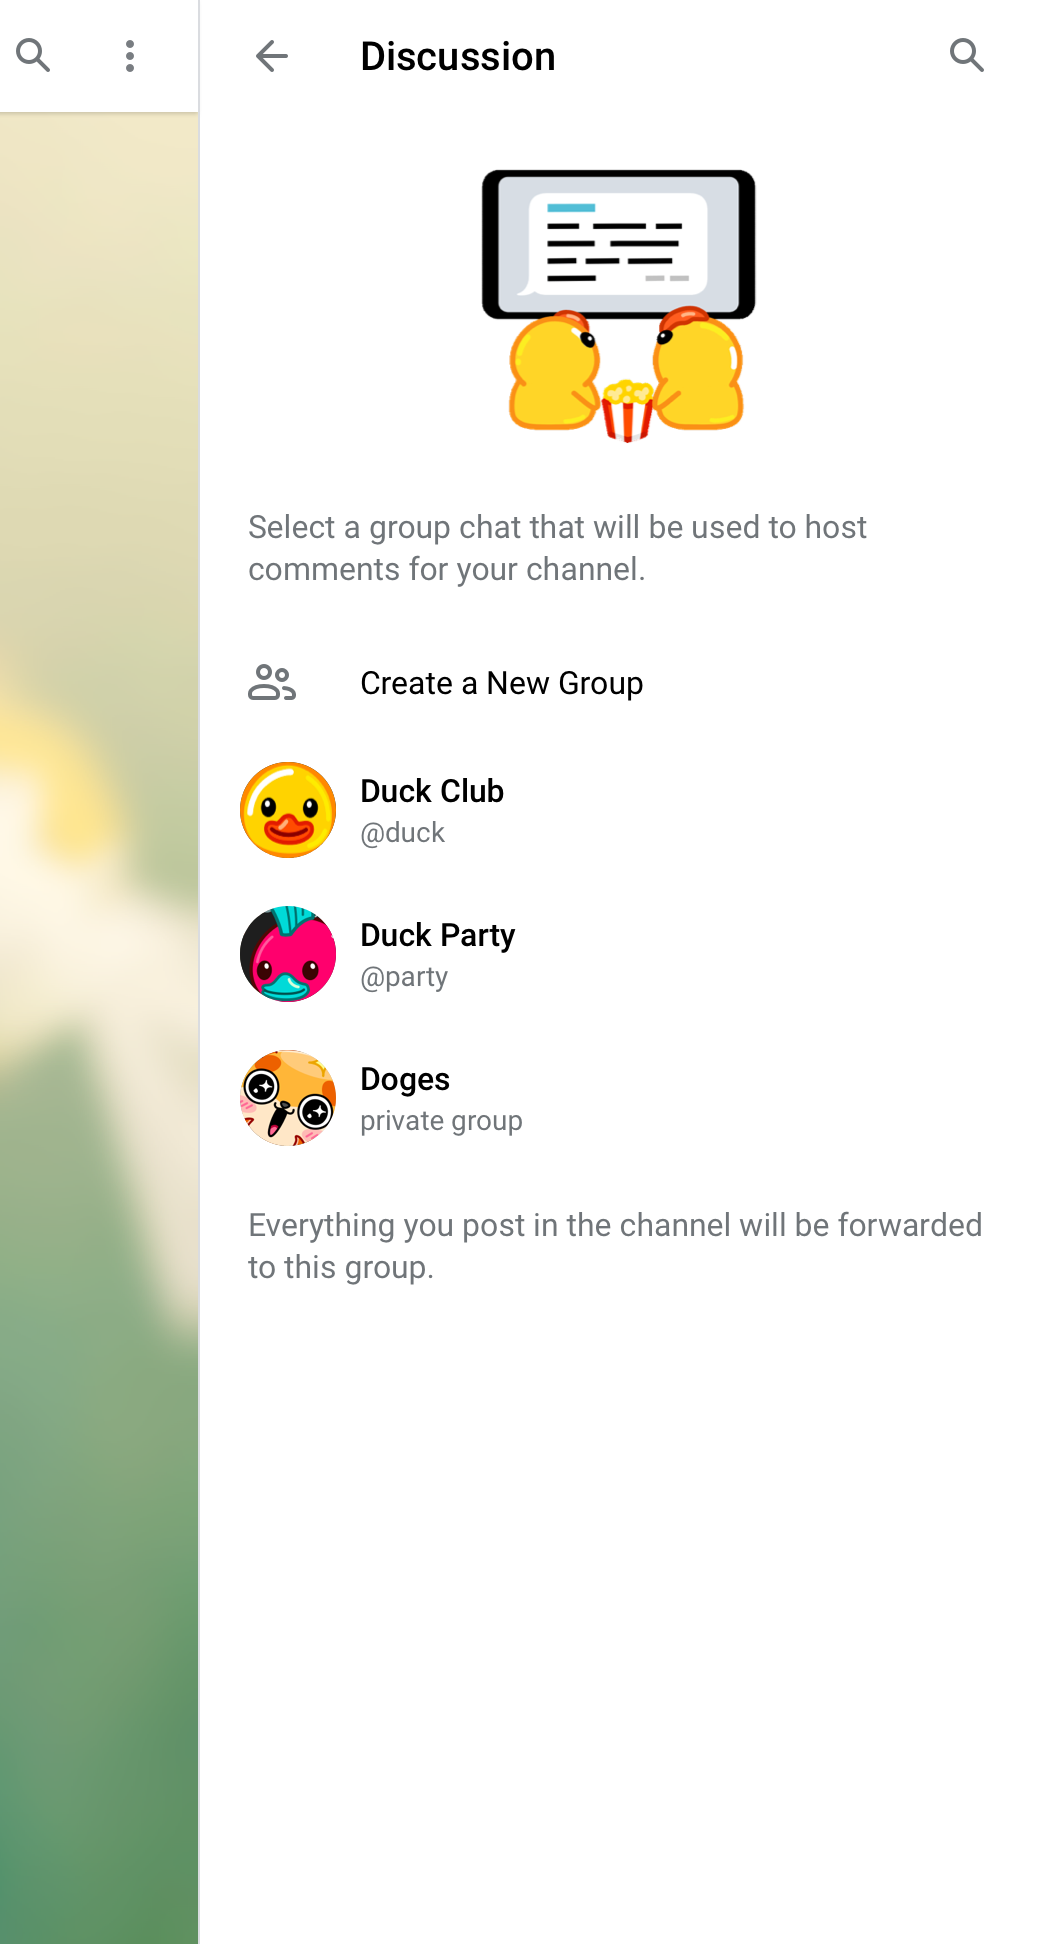 Discussion
Select a group chat that will be used to host
comments for your channel.
Create a New Group
Duck Club
@duck
Duck Party
@party
Doges
private group
Everything you post in the channel will be forwarded
to this group.